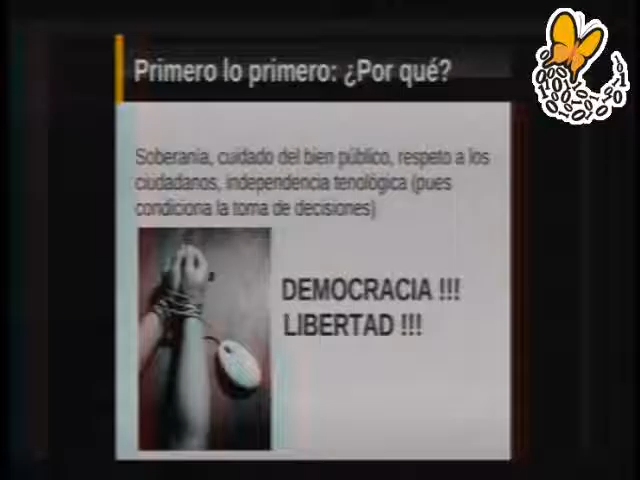 Primero lo primero: ¿Por qué?
Soberanía, cuidado del bien público, respeto a los
ciudadanos, independencia tenológica (pues
condiciona la toma de decisiones)
DEMOCRACIA !!!
LIBERTAD !!!